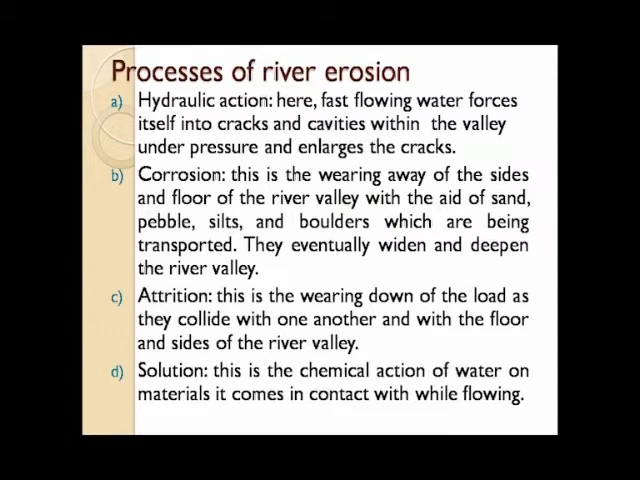 Processes of river erosion
a) Hydraulic action: here, fast flowing water forces
itself into cracks and cavities within the valley
under pressure and enlarges the cracks.
b) Corrosion: this is the wearing away of the sides
and floor of the river valley with the aid of sand,
pebble, silts, and boulders which are being
transported. They eventually widen and deepen
the river valley.
c) Attrition: this is the wearing down of the load as
they collide with one another and with the floor
and sides of the river valley.
d) Solution: this is the chemical action of water on
materials it comes in contact with while flowing.